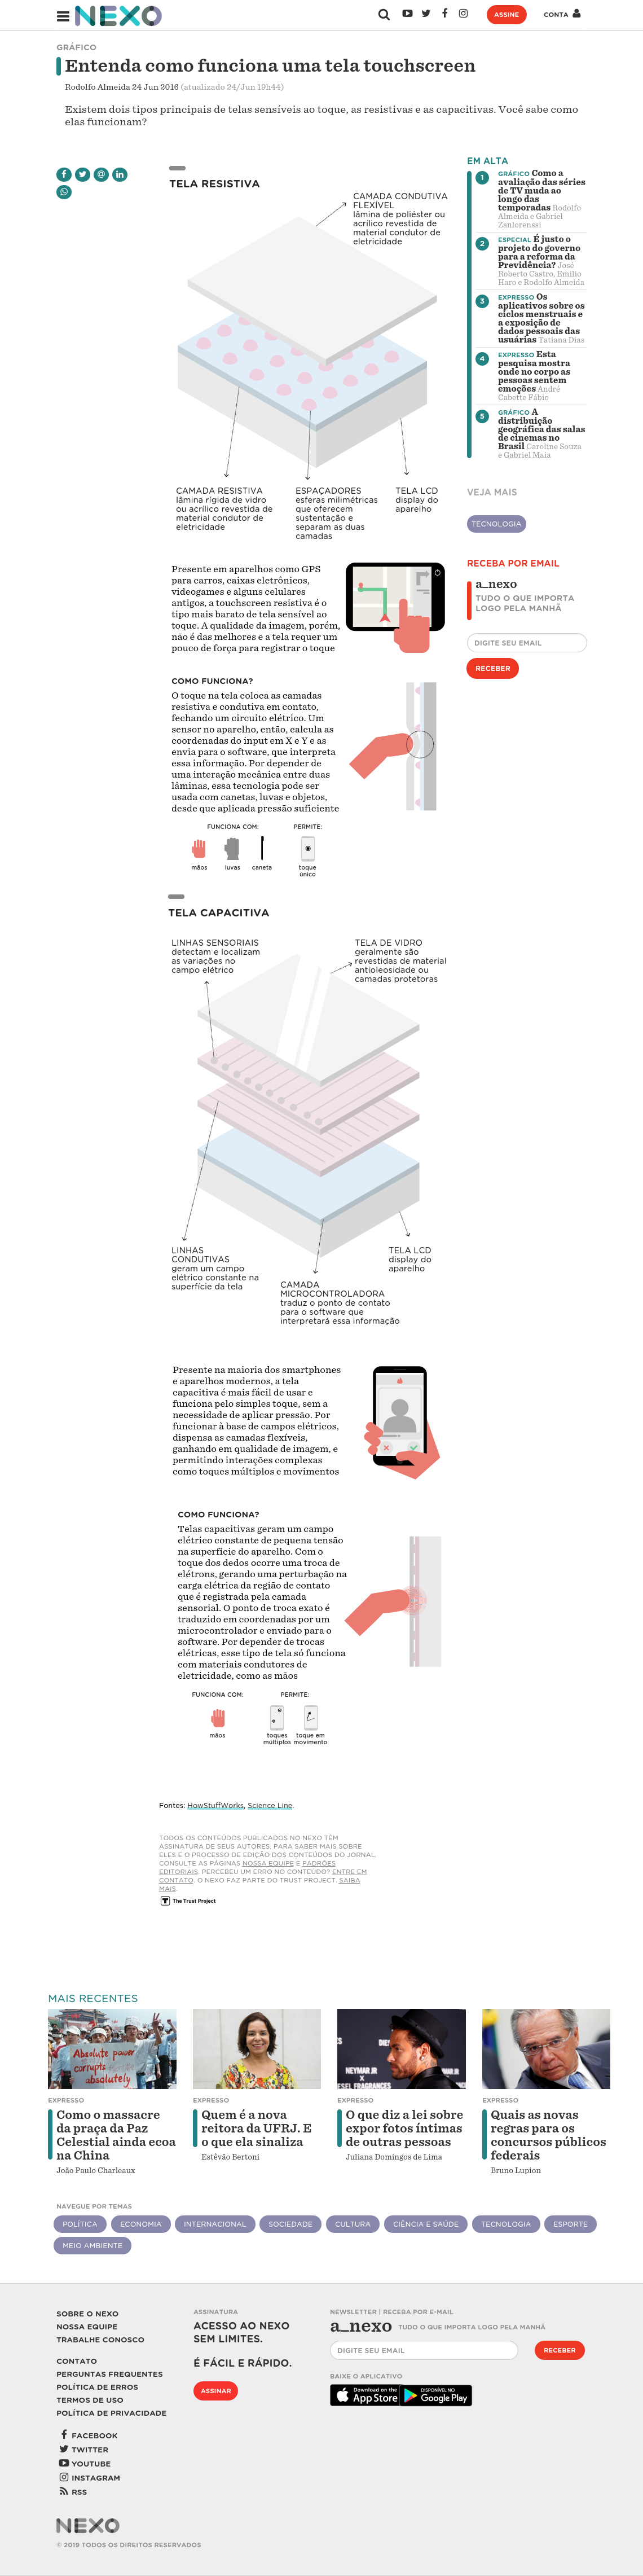 NEXO
ASSINE
CONTA
GRÁFICO
Entenda como funciona uma tela touchscreen
Rodolfo Almeida 24 Jun 2016 (atualizado 24/Jun 19h44)
Existem dois tipos principais de telas sensíveis ao toque, as resistivas e as capacitivas. Você sabe como
elas funcionam?
TELA RESISTIVA
CAMADA CONDUTIVA
FLEXÍVEL
lâmina de poliéster ou
acrílico revestida de
material condutor de
eletricidade
CAMADA RESISTIVA
lâmina rígida de vidro
ou acrílico revestida de
material condutor de
eletricidade
ESPAÇADORES
esferas milimétricas
que oferecem
sustentação e
separam as duas
camadas
TELA LCD
display do
aparelho
Presente em aparelhos como GPS
para carros, caixas eletrônicos,
videogames e alguns celulares
antigos, a touchscreen resistiva é o
tipo mais barato de tela sensível ao
toque. A qualidade da imagem, porém,
não é das melhores e a tela requer um
pouco de força para registrar o toque
COMO FUNCIONA?
O toque na tela coloca as camadas
resistiva e condutiva em contato,
fechando um circuito elétrico. Um
sensor no aparelho, então, calcula as
coordenadas do input em X e Y e as
envia para o software, que interpreta
essa informação. Por depender de
uma interação mecânica entre duas
lâminas, essa tecnologia pode ser
usada com canetas, luvas e objetos,
desde que aplicada pressão suficiente
FUNCIONA COM:
PERMITE:
mãos
luvas
caneta
toque
único
TELA CAPACITIVA
LINHAS SENSORIAIS
detectam e localizam
as variações no
campo elétrico
TELA DE VIDRO
geralmente são
revestidas de material
antioleosidade ou
camadas protetoras
LINHAS
CONDUTIVAS
geram um campo
elétrico constante na
superfície da tela
CAMADA
MICROCONTROLADORA
traduz o ponto de contato
para o software que
interpretará essa informação
TELA LCD
display do
aparelho
Presente na maioria dos smartphones
e aparelhos modernos, a tela
capacitiva é mais fácil de usar e
funciona pelo simples toque, sem a
necessidade de aplicar pressão. Por
funcionar à base de campos elétricos,
dispensa as camadas flexíveis,
ganhando em qualidade de imagem, e
permitindo interações complexas
como toques múltiplos e movimentos
COMO FUNCIONA?
Telas capacitivas geram um campo
elétrico constante de pequena tensão
na superfície do aparelho. Com o
toque dos dedos ocorre uma troca de
elétrons, gerando uma perturbação na
carga elétrica da região de contato
que é registrada pela camada
sensorial. O ponto de troca exato é
traduzido em coordenadas por um
microcontrolador e enviado para o
software. Por depender de trocas
elétricas, esse tipo de tela só funciona
com materiais condutores de
eletricidade, como as mãos
FUNCIONA COM:
PERMITE:
mãos
toques
múltiplos
toque em
movimento
Fontes: HowStuffWorks, Science Line.
TODOS OS CONTEÚDOS PUBLICADOS NO NEXO TÊM
ASSINATURA DE SEUS AUTORES. PARA SABER MAIS SOBRE
ELES E O PROCESSO DE EDIÇÃO DOS CONTEÚDOS DO JORNAL,
CONSULTE AS PÁGINAS NOSSA EQUIPE E PADRÕES
EDITORIAIS. PERCEBEU UM ERRO NO CONTEÚDO? ENTRE EM
CONTATO. O NEXO FAZ PARTE DO TRUST PROJECT. SAIBA
MAIS.
The Trust Project
EM ALTA
1 GRÁFICO Como a
avaliação das séries
de TV muda ao
longo das
temporadas Rodolfo
Almeida e Gabriel
Zanlorenssi
2 ESPECIAL É justo o
projeto do governo
para a reforma da
Previdência? José
Roberto Castro, Emilio
Haro e Rodolfo Almeida
3 EXPRESSO Os
aplicativos sobre os
ciclos menstruais e
a exposição de
dados pessoais das
usuárias Tatiana Dias
4 EXPRESSO Esta
pesquisa mostra
onde no corpo as
pessoas sentem
emoções André
Cabette Fábio
5 GRÁFICO A
distribuição
geográfica das salas
de cinemas no
Brasil Caroline Souza
e Gabriel Maia
VEJA MAIS
TECNOLOGIA
RECEBA POR EMAIL
a_nexo
TUDO O QUE IMPORTA
LOGO PELA MANHÃ
DIGITE SEU EMAIL
RECEBER
MAIS RECENTES
Absolute power
corrupts
absolutely
DIES
NEYMAR JR
X
ESEL FRAGRANCES
EXPRESSO
Como o massacre
da praça da Paz
Celestial ainda ecoa
na China
João Paulo Charleaux
EXPRESSO
Quem é a nova
reitora da UFRJ. E
o que ela sinaliza
Estêvão Bertoni
EXPRESSO
O que diz a lei sobre
expor fotos íntimas
de outras pessoas
Juliana Domingos de Lima
EXPRESSO
Quais as novas
regras para os
concursos públicos
federais
Bruno Lupion
NAVEGUE POR TEMAS
POLÍTICA
ECONOMIA
INTERNACIONAL
SOCIEDADE
CULTURA
CIÊNCIA E SAÚDE
TECNOLOGIA
ESPORTE
MEIO AMBIENTE
SOBRE O NEXO
NOSSA EQUIPE
TRABALHE CONOSCO
CONTATO
PERGUNTAS FREQUENTES
POLÍTICA DE ERROS
TERMOS DE USO
POLÍTICA DE PRIVACIDADE
FACEBOOK
TWITTER
YOUTUBE
INSTAGRAM
RSS
ASSINATURA
ACESSO AO NEXO
SEM LIMITES.
É FÁCIL E RÁPIDO.
ASSINAR
NEWSLETTER | RECEBA POR E-MAIL
a_nexo TUDO O QUE IMPORTA LOGO PELA MANHÃ
DIGITE SEU EMAIL
RECEBER
BAIXE O APLICATIVO
Download on the
App Store
DISPONÍVEL NO
Google Play
NEXO
© 2019 TODOS OS DIREITOS RESERVADOS